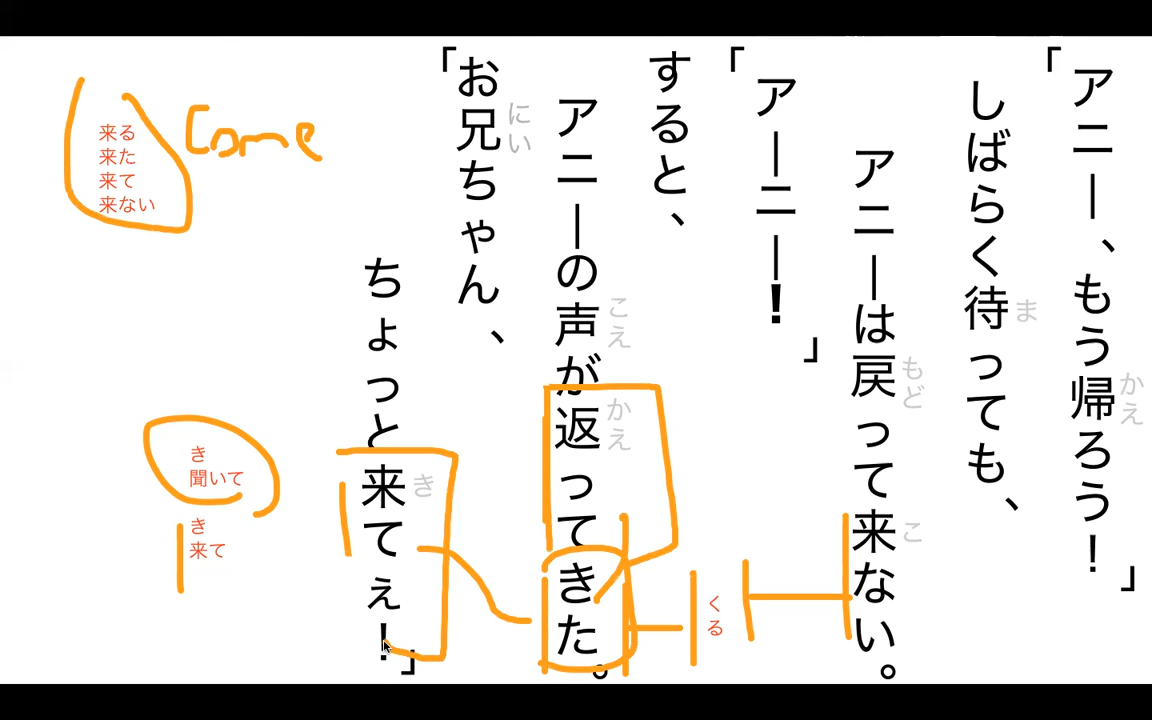 「アニー、もう帰ろう！」
かえ
しばらく待っても、
ま
アニーは戻って来ない。
もど
こ
「アーニー！」
すると、
アニーの声が返ってきた。
こえ
かえ
「お兄ちゃん、
にい
ちょっと来てぇ！」
き
くる
come
来る
来た
来て
来ない
き
聞いて
き
来て